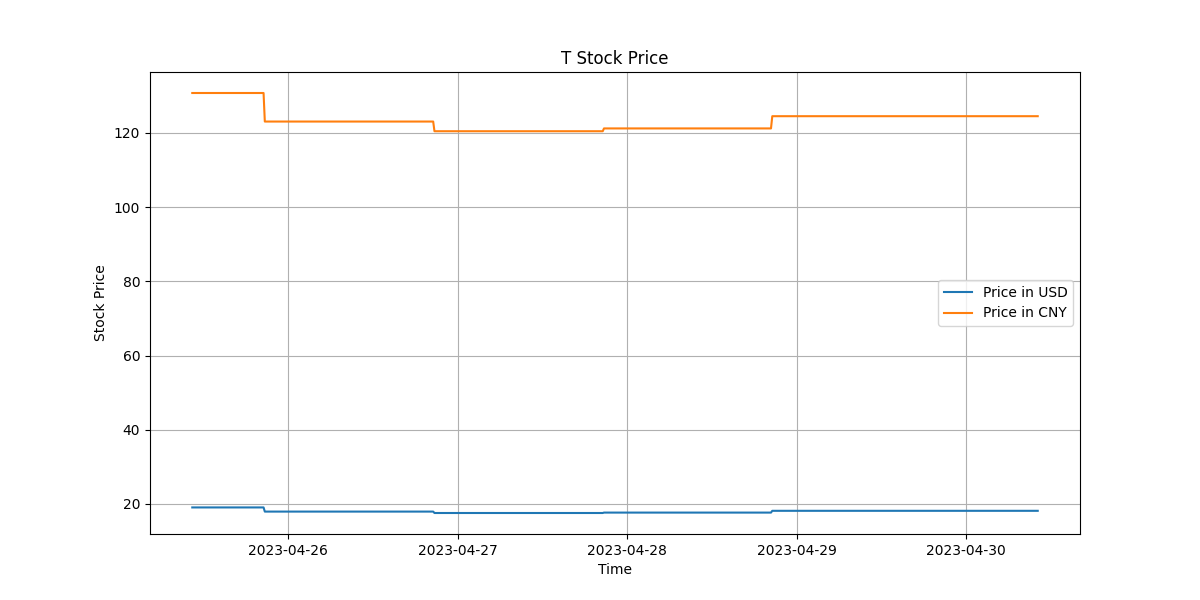 T Stock Price
Stock Price
120
100
80
60
40
20
Price in USD
Price in CNY
2023-04-26
2023-04-27
2023-04-28
2023-04-29
2023-04-30
Time